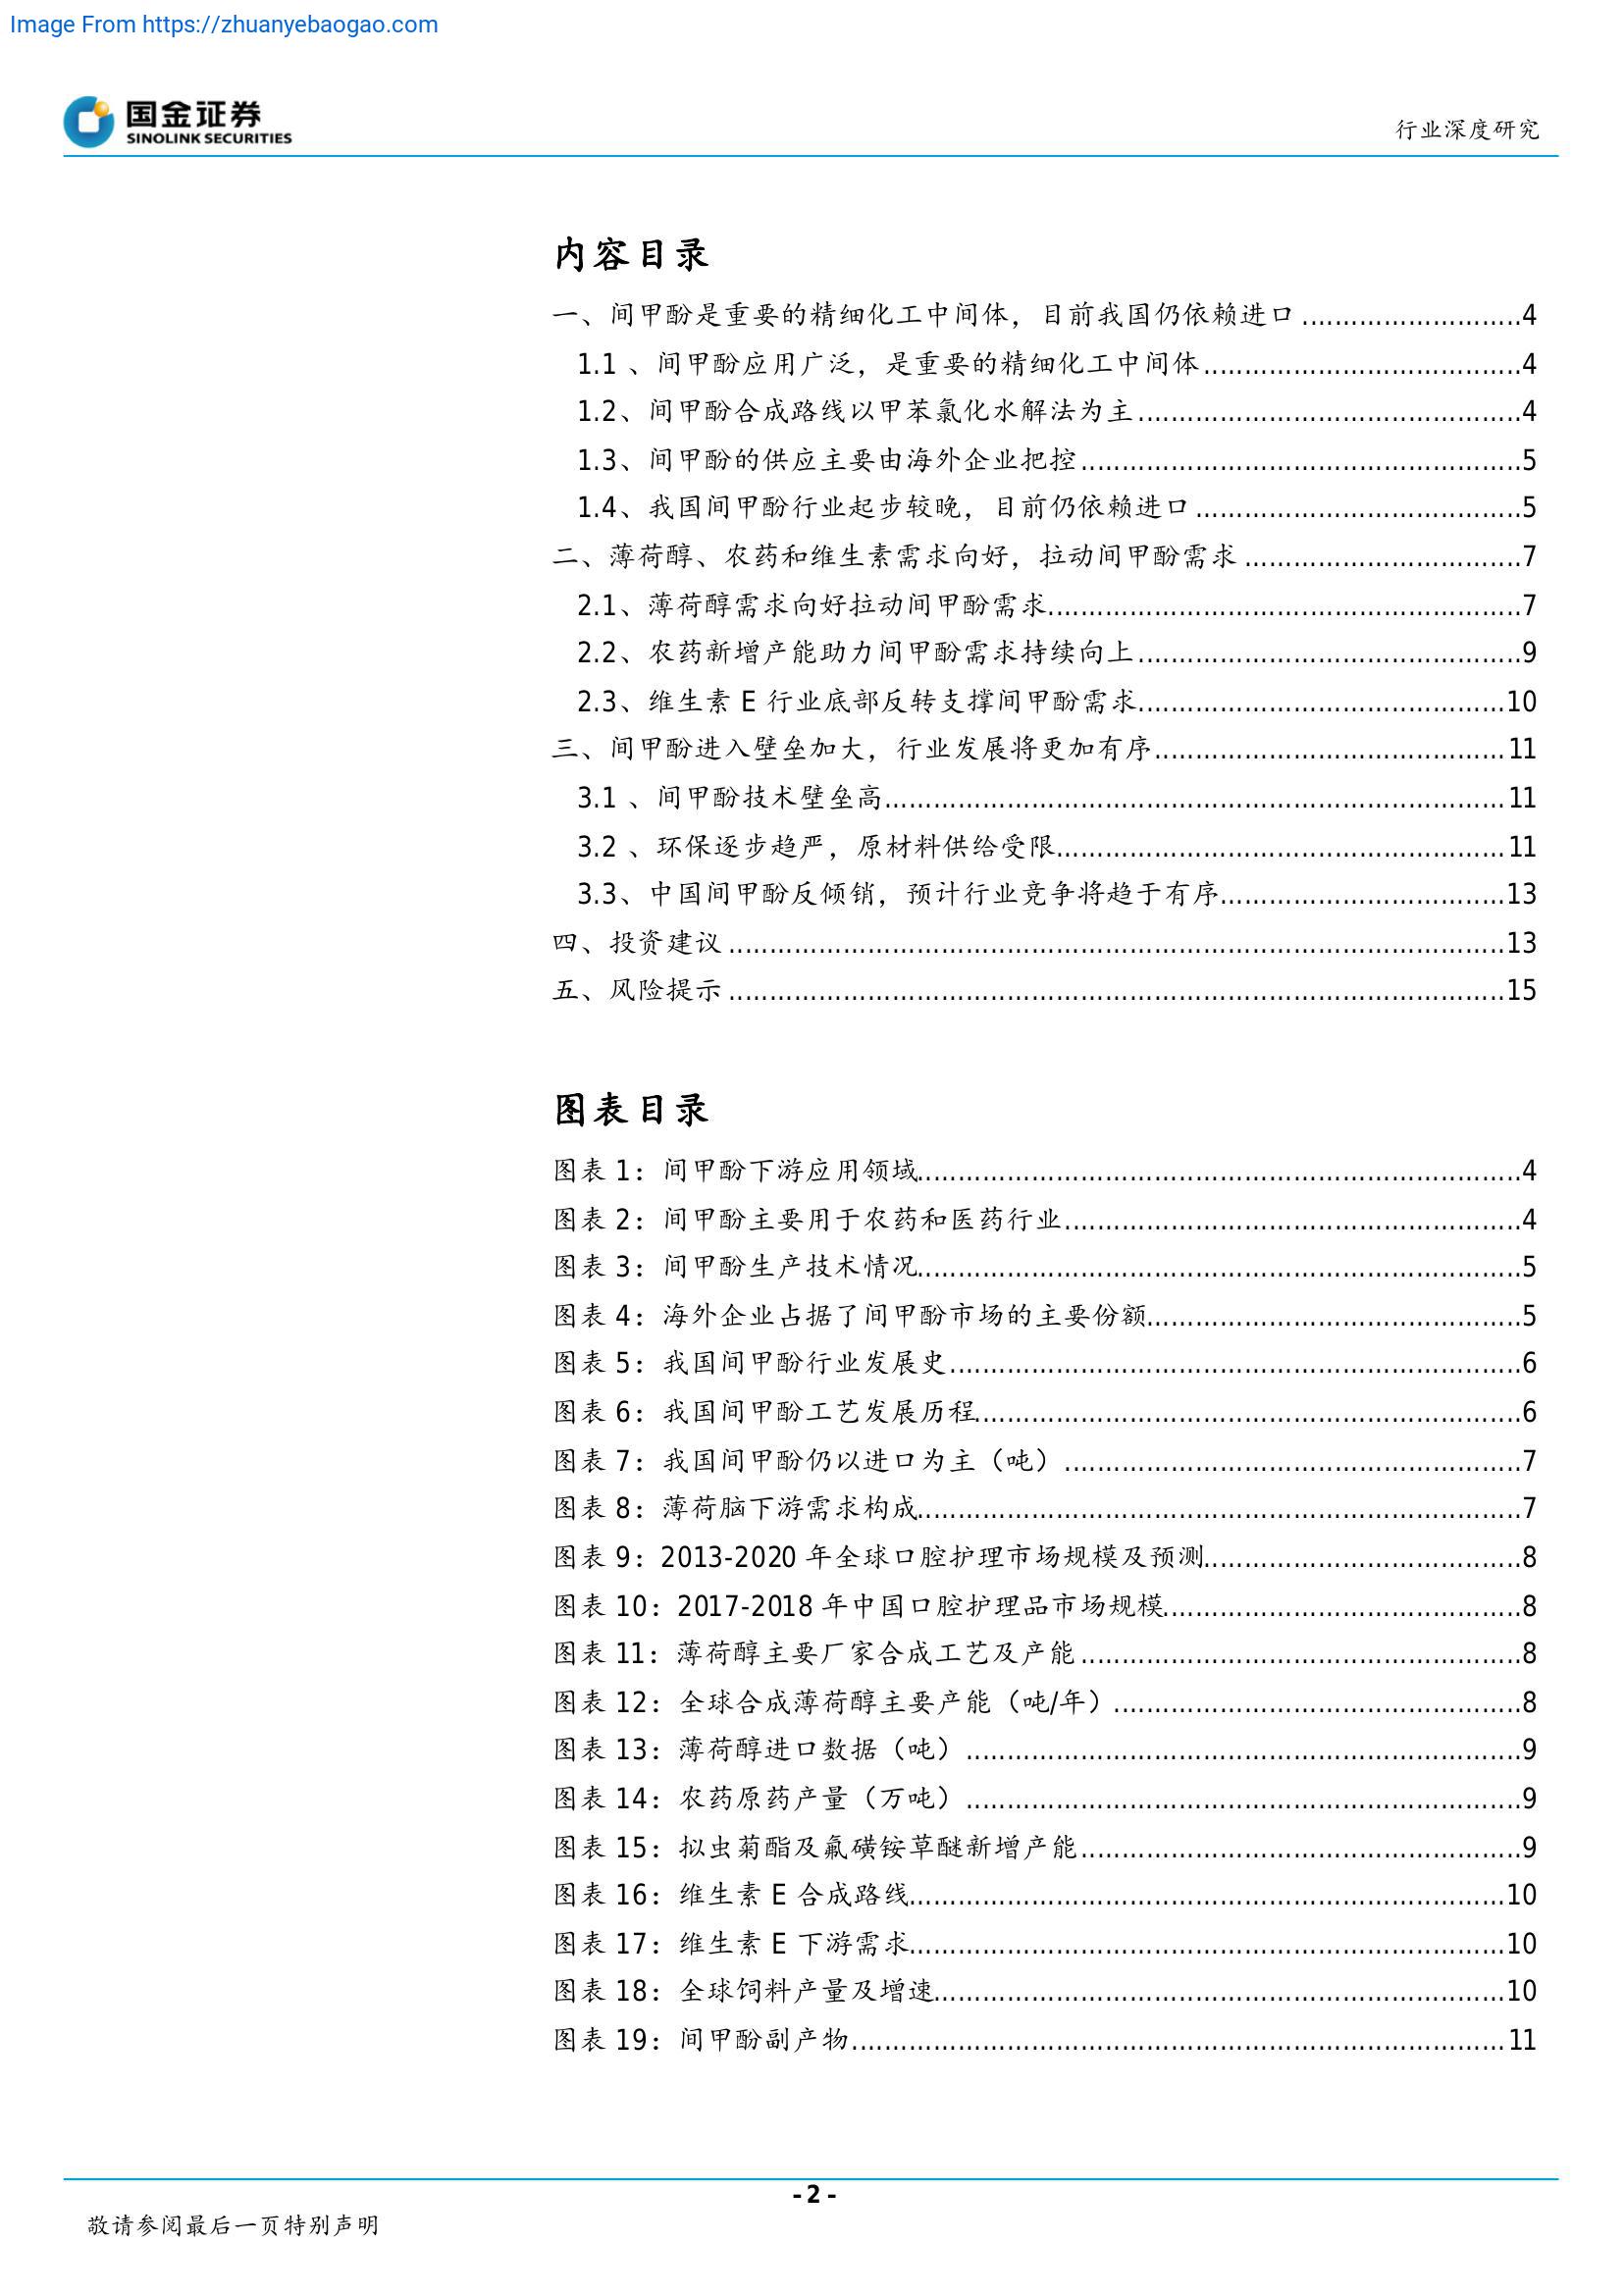 Image From https://zhuanyebaogao.com
国金证券
SINOLINK SECURITIES
行业深度研究
内容目录
一、间甲酚是重要的精细化工中间体，目前我国仍依赖进口..........................4
1.1 、间甲酚应用广泛，是重要的精细化工中间体......................................4
1.2、间甲酚合成路线以甲苯氯化水解法为主..............................................4
1.3、间甲酚的供应主要由海外企业把控.....................................................5
1.4、我国间甲酚行业起步较晚，目前仍依赖进口.......................................5
二、薄荷醇、农药和维生素需求向好，拉动间甲酚需求.................................7
2.1、薄荷醇需求向好拉动间甲酚需求.........................................................7
2.2、农药新增产能助力间甲酚需求持续向上..............................................9
2.3、维生素 E 行业底部反转支撑间甲酚需求............................................10
三、间甲酚进入壁垒加大，行业发展将更加有序..........................................11
3.1 、间甲酚技术壁垒高...........................................................................11
3.2 、环保逐步趋严，原材料供给受限......................................................11
3.3、中国间甲酚反倾销，预计行业竞争将趋于有序..................................13
四、投资建议.............................................................................................13
五、风险提示.............................................................................................15
图表目录
图表 1：间甲酚下游应用领域........................................................................4
图表 2：间甲酚主要用于农药和医药行业.......................................................4
图表 3：间甲酚生产技术情况........................................................................5
图表 4：海外企业占据了间甲酚市场的主要份额.............................................5
图表 5：我国间甲酚行业发展史....................................................................6
图表 6：我国间甲酚工艺发展历程.................................................................6
图表 7：我国间甲酚仍以进口为主（吨）.......................................................7
图表 8：薄荷脑下游需求构成........................................................................7
图表 9：2013-2020 年全球口腔护理市场规模及预测......................................8
图表 10：2017-2018 年中国口腔护理品市场规模...........................................8
图表 11：薄荷醇主要厂家合成工艺及产能.....................................................8
图表 12：全球合成薄荷醇主要产能（吨/年）.................................................8
图表 13：薄荷醇进口数据（吨）...................................................................9
图表 14：农药原药产量（万吨）...................................................................9
图表 15：拟虫菊酯及氟磺铵草醚新增产能.....................................................9
图表 16：维生素 E 合成路线.......................................................................10
图表 17：维生素 E 下游需求.......................................................................10
图表 18：全球饲料产量及增速....................................................................10
图表 19：间甲酚副产物..............................................................................11
- 2 -
敬请参阅最后一页特别声明